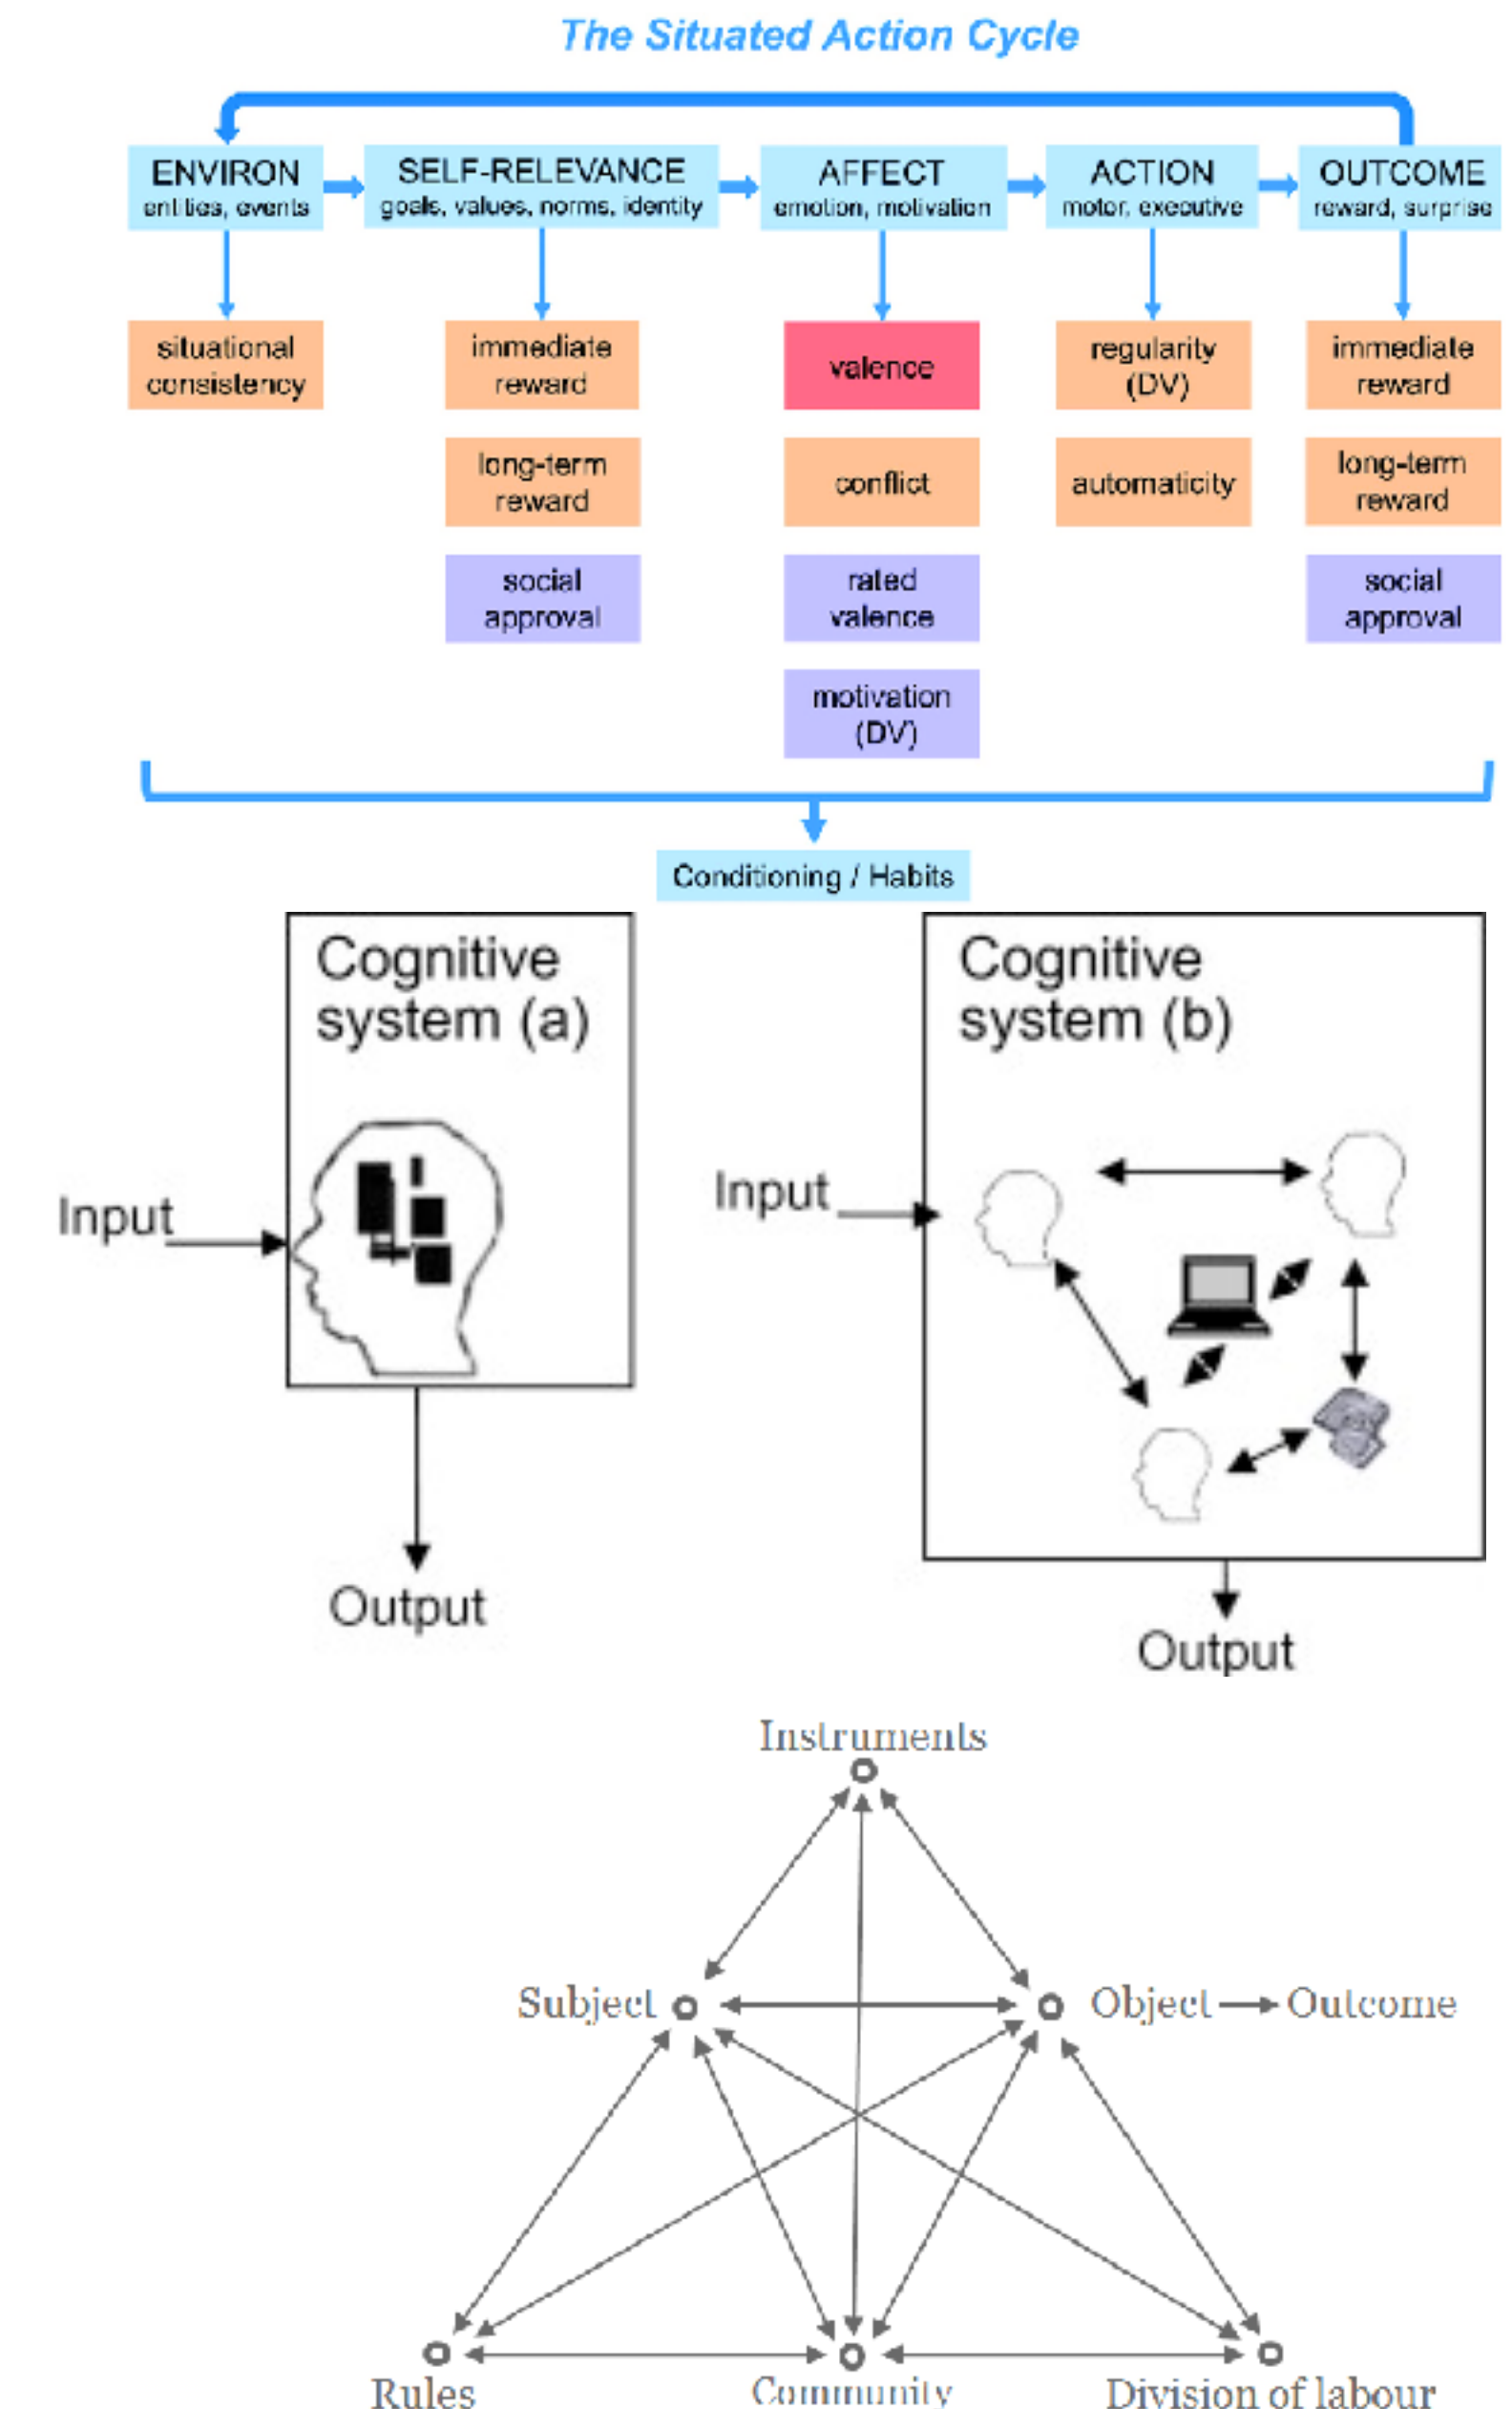 The Situated Action Cycle
ENVIRON
entities, events
SELF-RELEVANCE
goals, values, norms, identity
AFFECT
emotion, motivation
ACTION
motor, executive
OUTCOME
reward, surprise
situational
consistency
immediate
reward
valence
regularity
(DV)
immediate
reward
long-term
reward
conflict
automaticity
long-term
reward
social
approval
rated
valence
social
approval
motivation
(DV)
Conditioning / Habits
Cognitive
system (a)
Input
Output
Cognitive
system (b)
Input
Output
Instruments
Subject
Object
Outcome
Rules
Community
Division of labour